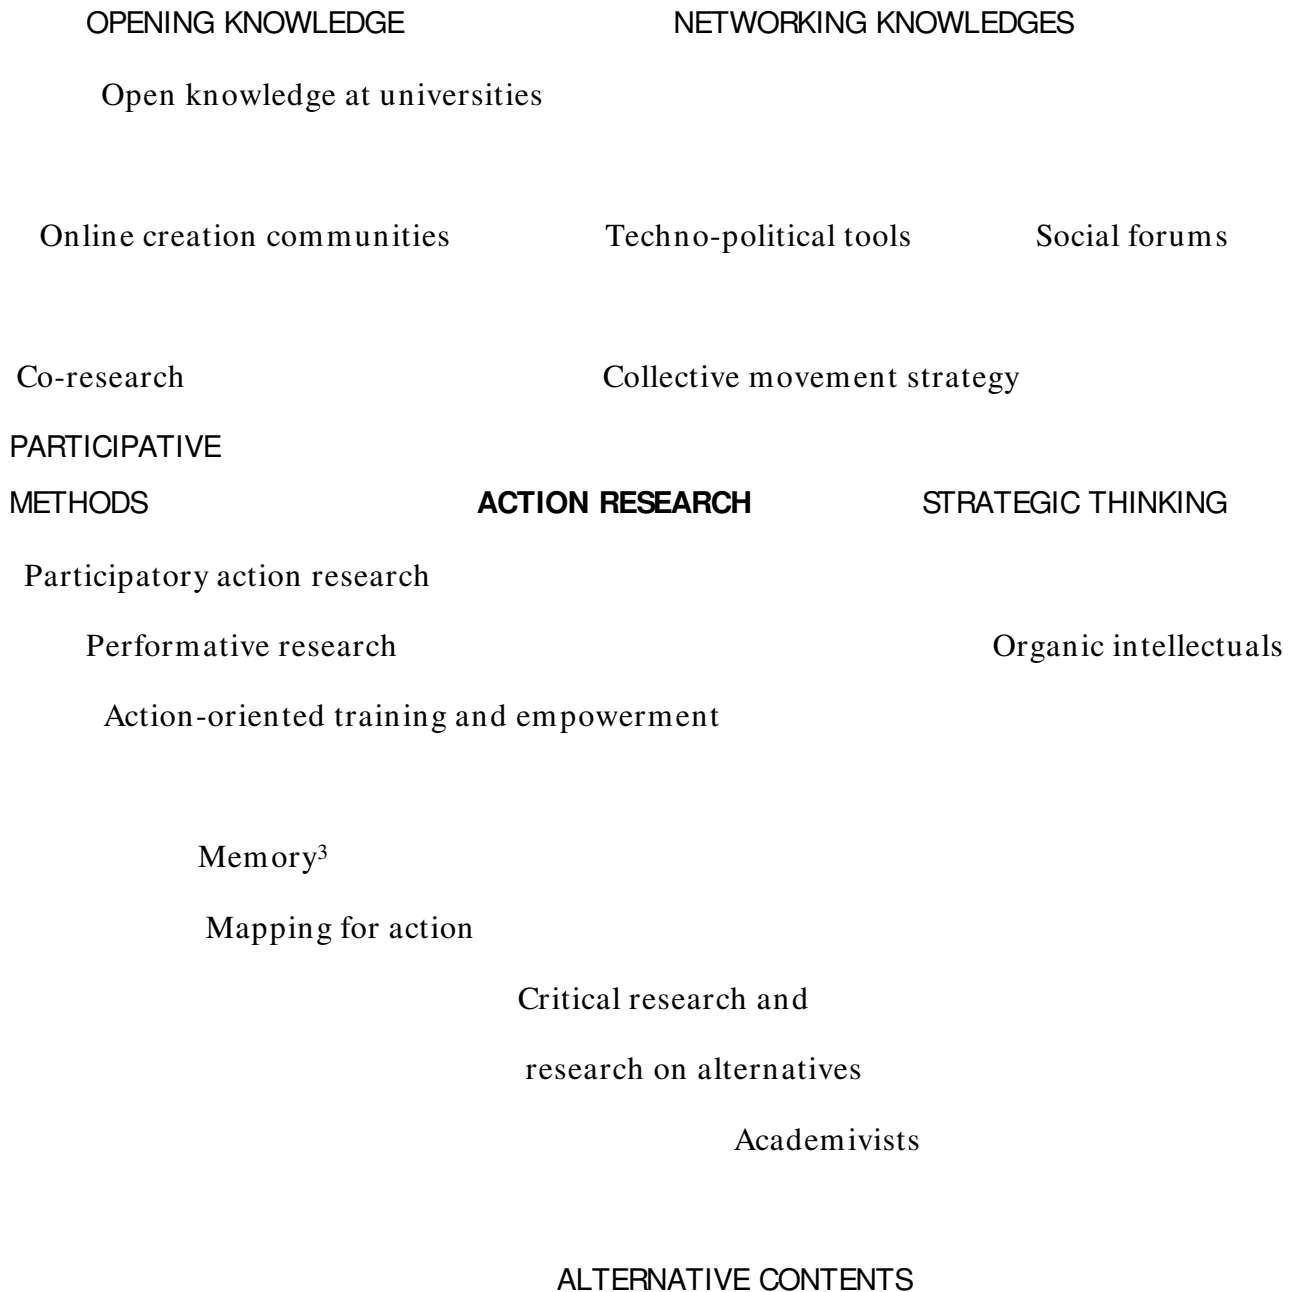 OPENING KNOWLEDGE NETWORKING KNOWLEDGES
Open knowledge at universities
Online creation communities Techno-political tools Social forums
Co-research Collective movement strategy
PARTICIPATIVE
METHODS ACTION RESEARCH STRATEGIC THINKING
Participatory action research
Performative research Organic intellectuals
Action-oriented training and empowerment
Memory³
Mapping for action
Critical research and
research on alternatives
Academivists
ALTERNATIVE CONTENTS